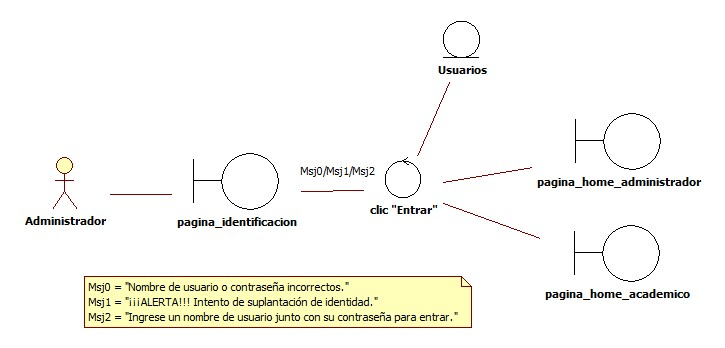 Usuarios
Msj0/Msj1/Msj2
pagina_home_administrador
Administrador
pagina_identificacion
clic "Entrar"
pagina_home_academico
Msj0 = "Nombre de usuario o contraseña incorrectos."
Msj1 = "¡¡¡ALERTA!!! Intento de suplantación de identidad."
Msj2 = "Ingrese un nombre de usuario junto con su contraseña para entrar."